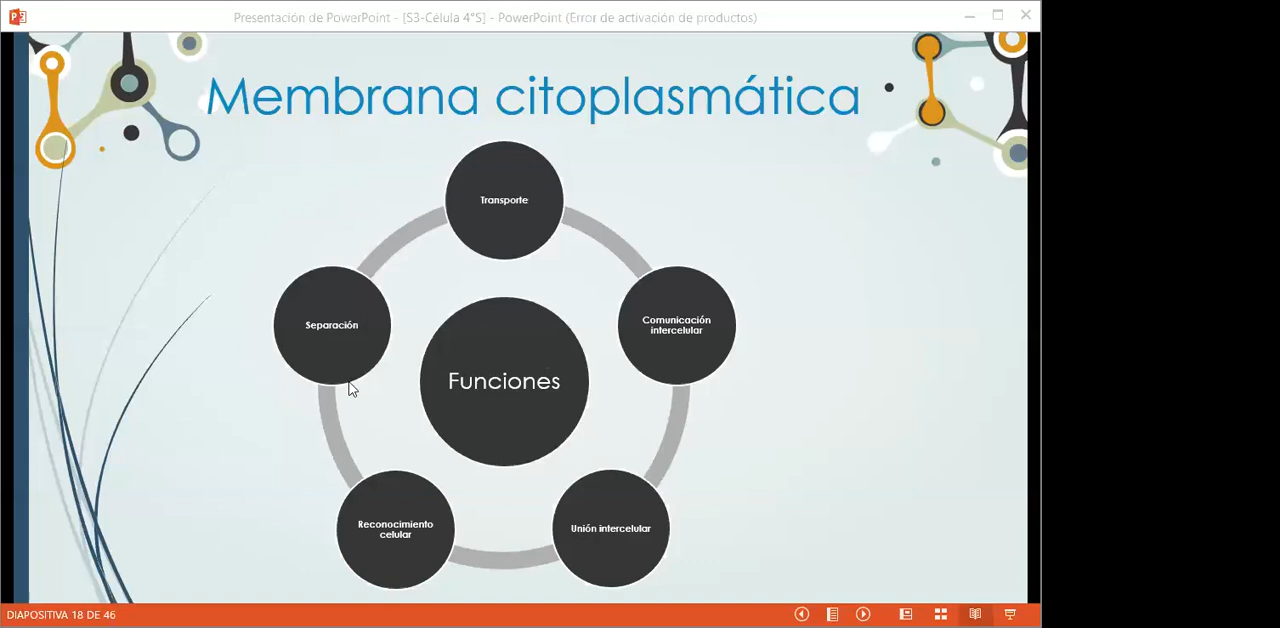 Presentación de PowerPoint - [S3-Célula 4°S] - PowerPoint (Error de activación de productos)
Membrana citoplasmática
Transporte
Separación
Comunicación
intercelular
Funciones
Reconocimiento
celular
Unión intercelular
DIAPOSITIVA 18 DE 46